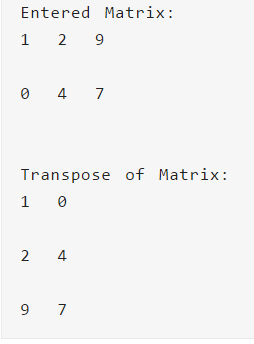 Entered Matrix:
1 2 9
0 4 7
Transpose of Matrix:
1 0
2 4
9 7